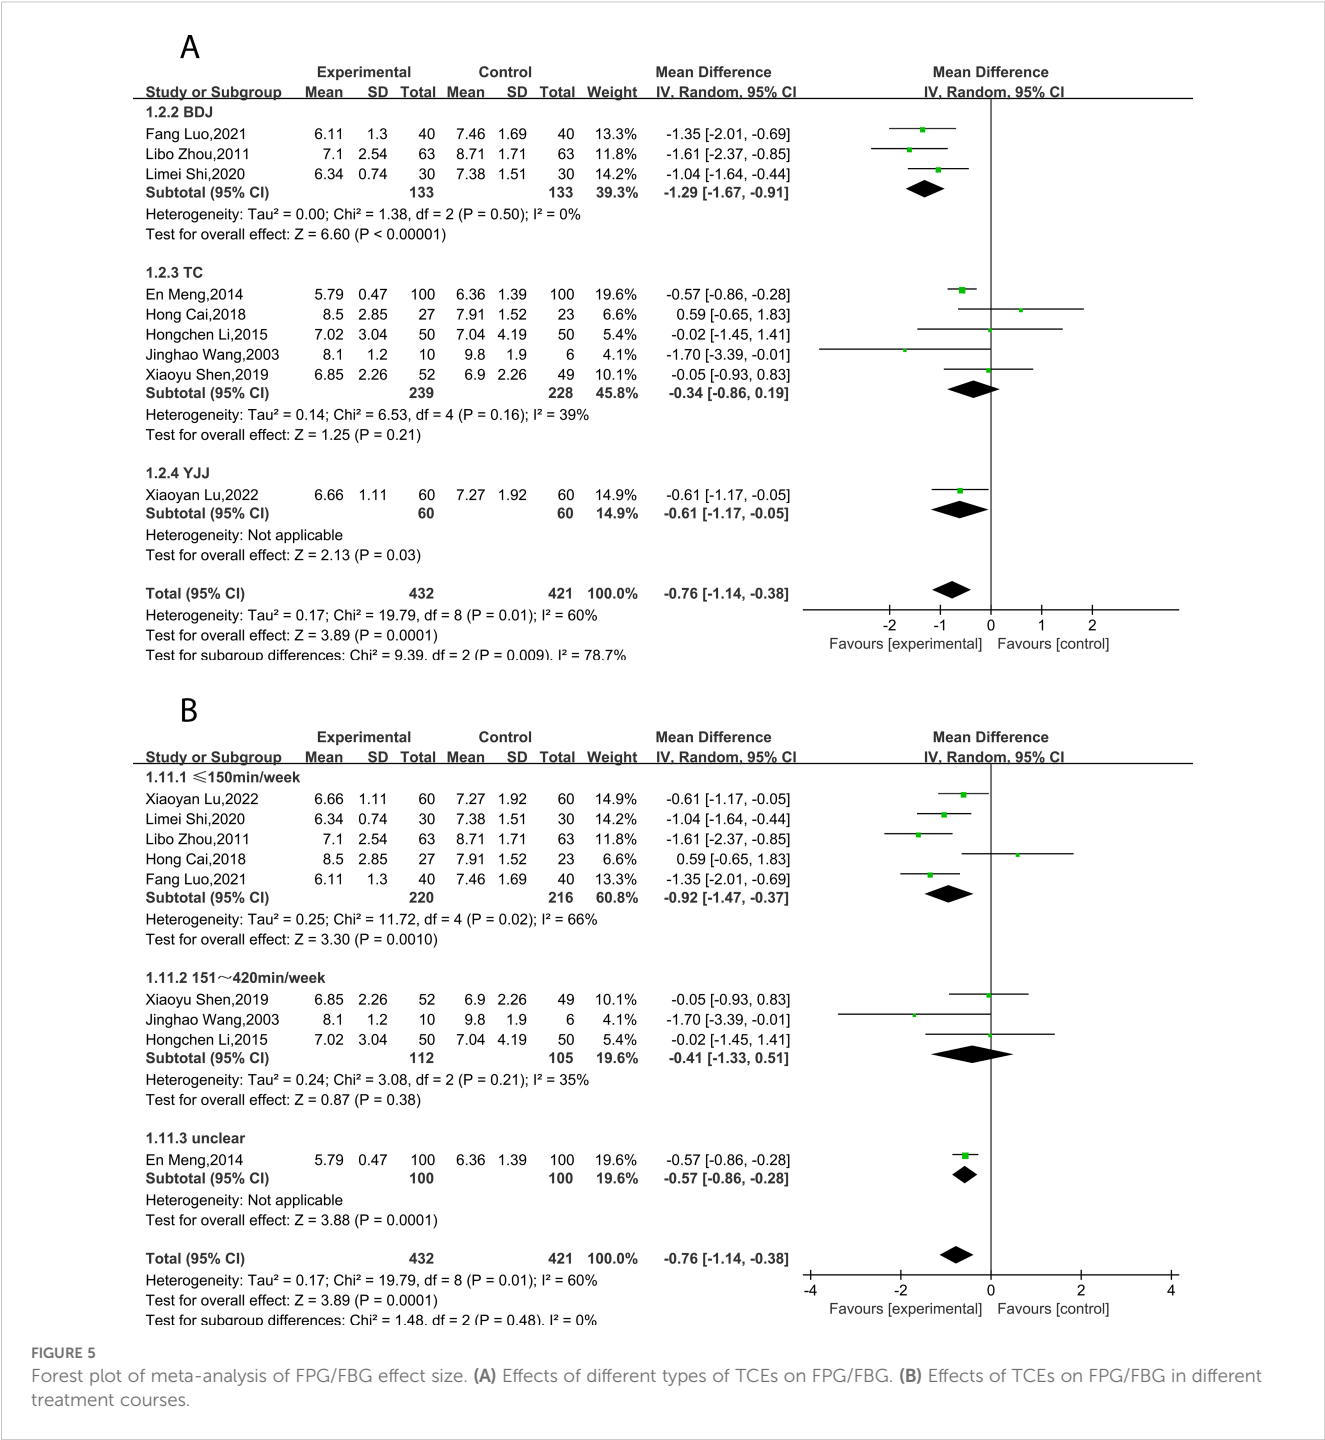 A
Experimental Control Mean Difference Mean Difference
Study or Subgroup Mean SD Total Mean SD Total Weight IV, Random, 95% CI IV, Random, 95% CI
1.2.2 BDJ
Fang Luo,2021 6.11 1.3 40 7.46 1.69 40 13.3% -1.35 [-2.01, -0.69]
Libo Zhou,2011 7.1 2.54 63 8.71 1.71 63 11.8% -1.61 [-2.37, -0.85]
Limei Shi,2020 6.34 0.74 30 7.38 1.51 30 14.2% -1.04 [-1.64, -0.44]
Subtotal (95% CI) 133 133 39.3% -1.29 [-1.67, -0.91]
Heterogeneity: Tau² = 0.00; Chi² = 1.38, df = 2 (P = 0.50); I² = 0%
Test for overall effect: Z = 6.60 (P < 0.00001)
1.2.3 TC
En Meng,2014 5.79 0.47 100 6.36 1.39 100 19.6% -0.57 [-0.86, -0.28]
Hong Cai,2018 8.5 2.85 27 7.91 1.52 23 6.6% 0.59 [-0.65, 1.83]
Hongchen Li,2015 7.02 3.04 50 7.04 4.19 50 5.4% -0.02 [-1.45, 1.41]
Jinghao Wang,2003 8.1 1.2 10 9.8 1.9 6 4.1% -1.70 [-3.39, -0.01]
Xiaoyu Shen,2019 6.85 2.26 52 6.9 2.26 49 10.1% -0.05 [-0.93, 0.83]
Subtotal (95% CI) 239 228 45.8% -0.34 [-0.86, 0.19]
Heterogeneity: Tau² = 0.14; Chi² = 6.53, df = 4 (P = 0.16); I² = 39%
Test for overall effect: Z = 1.25 (P = 0.21)
1.2.4 YJJ
Xiaoyan Lu,2022 6.66 1.11 60 7.27 1.92 60 14.9% -0.61 [-1.17, -0.05]
Subtotal (95% CI) 60 60 14.9% -0.61 [-1.17, -0.05]
Heterogeneity: Not applicable
Test for overall effect: Z = 2.13 (P = 0.03)
Total (95% CI) 432 421 100.0% -0.76 [-1.14, -0.38]
Heterogeneity: Tau² = 0.17; Chi² = 19.79, df = 8 (P = 0.01); I² = 60%
Test for overall effect: Z = 3.89 (P = 0.0001)
Test for subgroup differences: Chi² = 9.39, df = 2 (P = 0.009), I² = 78.7%
-2 -1 0 1 2
Favours [experimental] Favours [control]
B
Experimental Control Mean Difference Mean Difference
Study or Subgroup Mean SD Total Mean SD Total Weight IV, Random, 95% CI IV, Random, 95% CI
1.11.1 ≤150min/week
Xiaoyan Lu,2022 6.66 1.11 60 7.27 1.92 60 14.9% -0.61 [-1.17, -0.05]
Limei Shi,2020 6.34 0.74 30 7.38 1.51 30 14.2% -1.04 [-1.64, -0.44]
Libo Zhou,2011 7.1 2.54 63 8.71 1.71 63 11.8% -1.61 [-2.37, -0.85]
Hong Cai,2018 8.5 2.85 27 7.91 1.52 23 6.6% 0.59 [-0.65, 1.83]
Fang Luo,2021 6.11 1.3 40 7.46 1.69 40 13.3% -1.35 [-2.01, -0.69]
Subtotal (95% CI) 220 216 60.8% -0.92 [-1.47, -0.37]
Heterogeneity: Tau² = 0.25; Chi² = 11.72, df = 4 (P = 0.02); I² = 66%
Test for overall effect: Z = 3.30 (P = 0.0010)
1.11.2 151～420min/week
Xiaoyu Shen,2019 6.85 2.26 52 6.9 2.26 49 10.1% -0.05 [-0.93, 0.83]
Jinghao Wang,2003 8.1 1.2 10 9.8 1.9 6 4.1% -1.70 [-3.39, -0.01]
Hongchen Li,2015 7.02 3.04 50 7.04 4.19 50 5.4% -0.02 [-1.45, 1.41]
Subtotal (95% CI) 112 105 19.6% -0.41 [-1.33, 0.51]
Heterogeneity: Tau² = 0.24; Chi² = 3.08, df = 2 (P = 0.21); I² = 35%
Test for overall effect: Z = 0.87 (P = 0.38)
1.11.3 unclear
En Meng,2014 5.79 0.47 100 6.36 1.39 100 19.6% -0.57 [-0.86, -0.28]
Subtotal (95% CI) 100 100 19.6% -0.57 [-0.86, -0.28]
Heterogeneity: Not applicable
Test for overall effect: Z = 3.88 (P = 0.0001)
Total (95% CI) 432 421 100.0% -0.76 [-1.14, -0.38]
Heterogeneity: Tau² = 0.17; Chi² = 19.79, df = 8 (P = 0.01); I² = 60%
Test for overall effect: Z = 3.89 (P = 0.0001)
Test for subgroup differences: Chi² = 1.48, df = 2 (P = 0.48), I² = 0%
-4 -2 0 2 4
Favours [experimental] Favours [control]
FIGURE 5
Forest plot of meta-analysis of FPG/FBG effect size. (A) Effects of different types of TCEs on FPG/FBG. (B) Effects of TCEs on FPG/FBG in different
treatment courses.